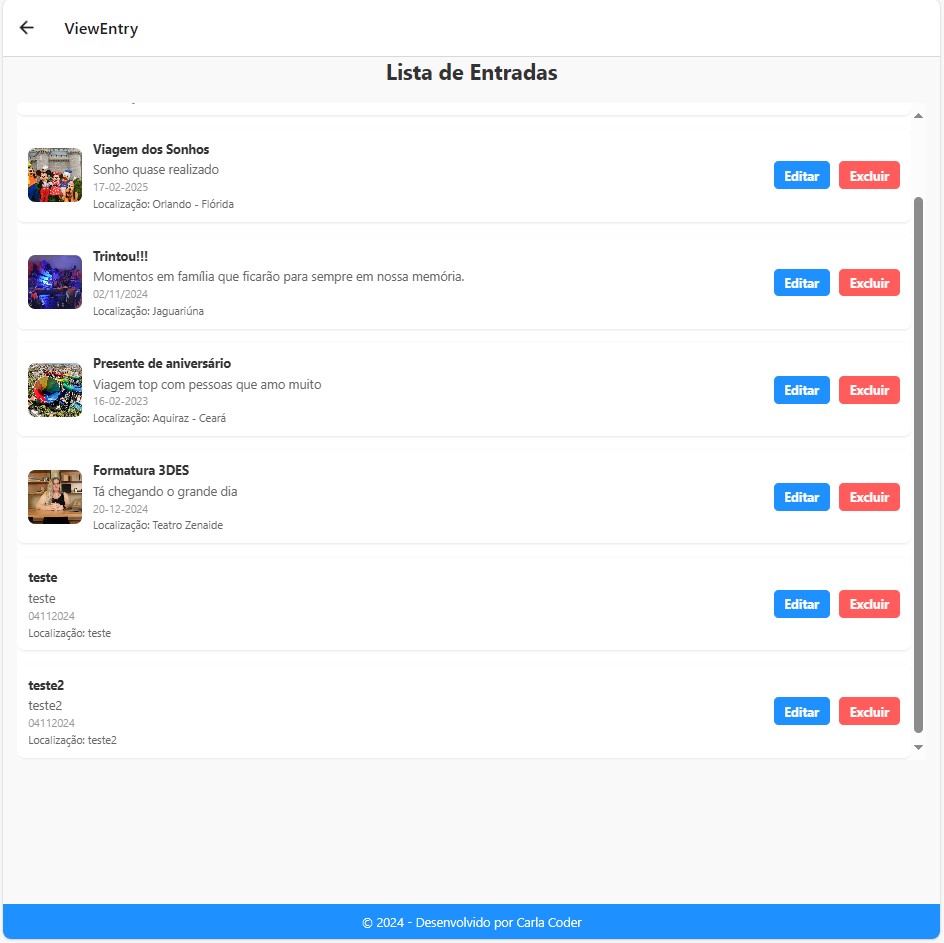 ViewEntry
Lista de Entradas
Viagem dos Sonhos
Sonho quase realizado
17-02-2025
Localização: Orlando - Flórida
Editar
Excluir
Trintou!!!
Momentos em família que ficarão para sempre em nossa memória.
02/11/2024
Localização: Jaguariúna
Editar
Excluir
Presente de aniversário
Viagem top com pessoas que amo muito
16-02-2023
Localização: Aquiraz - Ceará
Editar
Excluir
Formatura 3DES
Tá chegando o grande dia
20-12-2024
Localização: Teatro Zenaide
Editar
Excluir
teste
teste
04112024
Localização: teste
Editar
Excluir
teste2
teste2
04112024
Localização: teste2
Editar
Excluir
© 2024 - Desenvolvido por Carla Coder